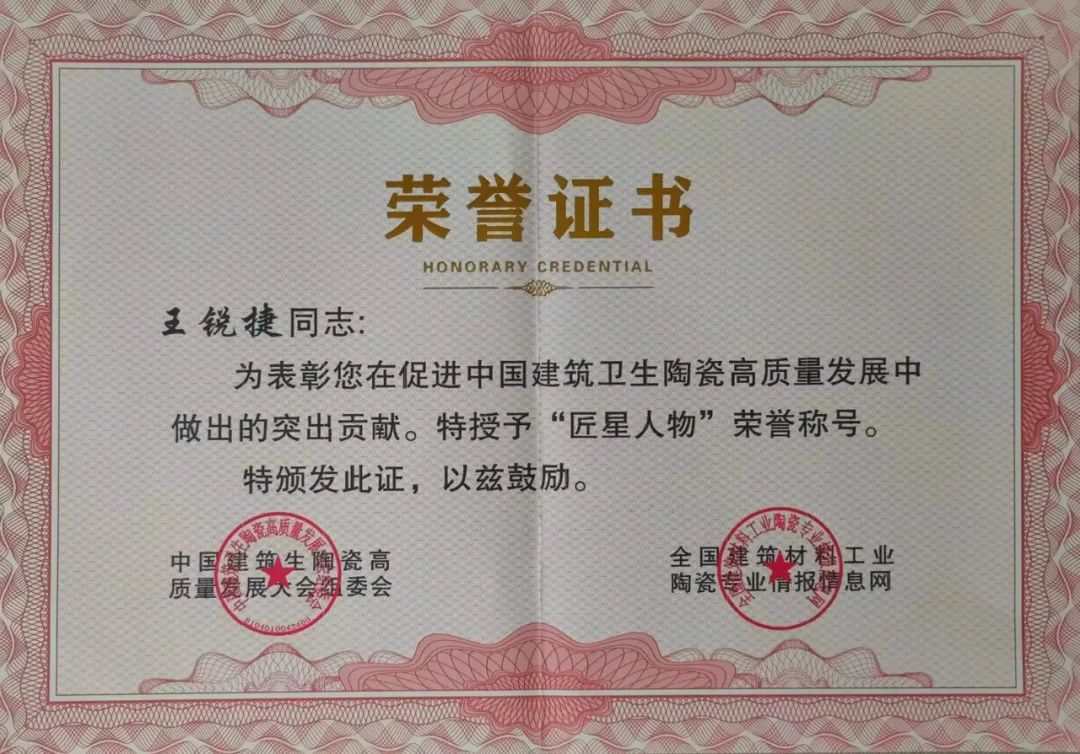 荣誉证书
HONORARY CREDENTIAL
王锐捷同志:
为表彰您在促进中国建筑卫生陶瓷高质量发展中
做出的突出贡献。特授予“匠星人物”荣誉称号。
特颁发此证，以兹鼓励。
中国建筑生陶瓷高
质量发展大会组委会
6104010042400
全国建筑材料工业
陶瓷专业情报信息网